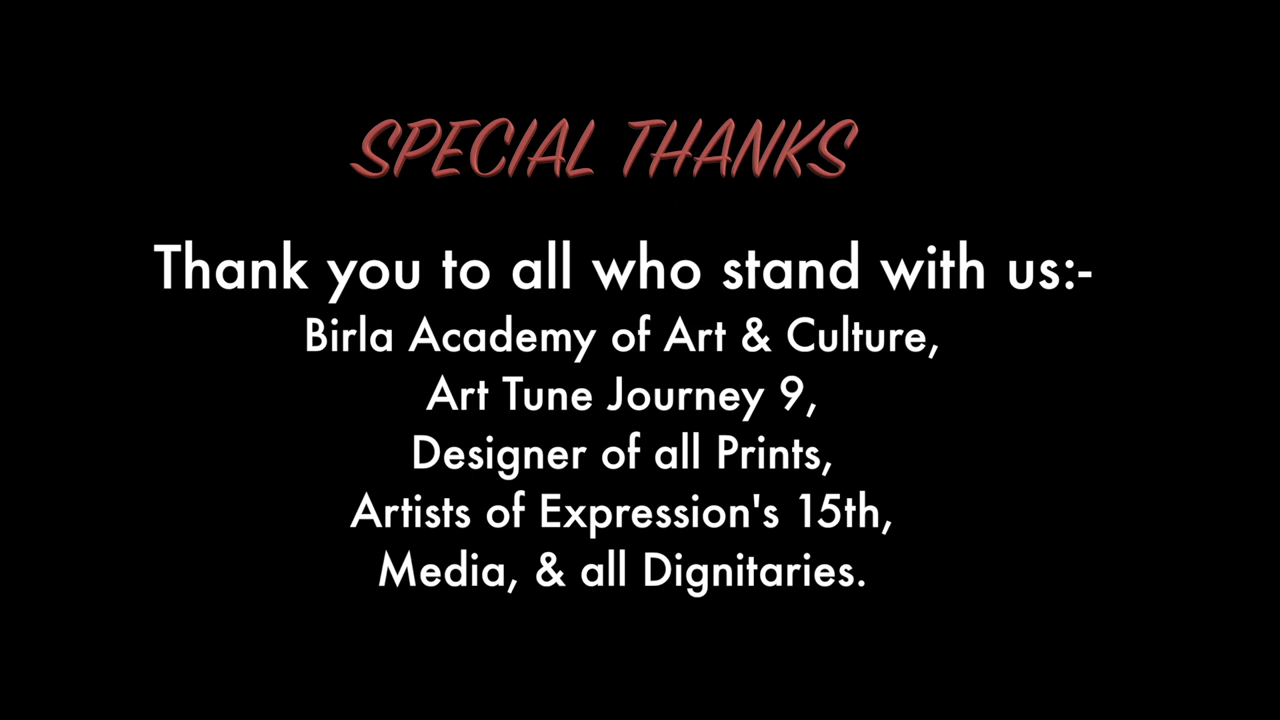 SPECIAL THANKS
Thank you to all who stand with us:-
Birla Academy of Art & Culture,
Art Tune Journey 9,
Designer of all Prints,
Artists of Expression's 15th,
Media, & all Dignitaries.